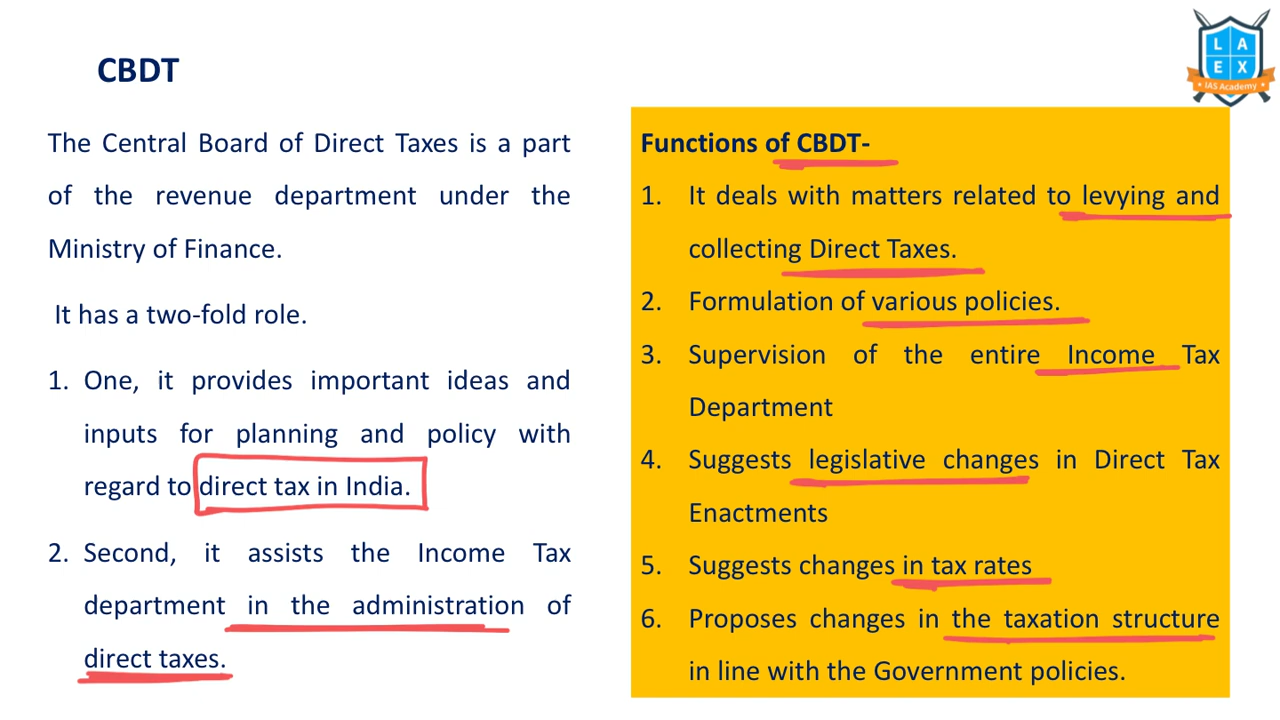 L A
E X
IAS Academy
CBDT
The Central Board of Direct Taxes is a part
of the revenue department under the
Ministry of Finance.
It has a two-fold role.
1. One, it provides important ideas and
inputs for planning and policy with
regard to direct tax in India.
2. Second, it assists the Income Tax
department in the administration of
direct taxes.
Functions of CBDT-
1. It deals with matters related to levying and
collecting Direct Taxes.
2. Formulation of various policies.
3. Supervision of the entire Income Tax
Department
4. Suggests legislative changes in Direct Tax
Enactments
5. Suggests changes in tax rates
6. Proposes changes in the taxation structure
in line with the Government policies.